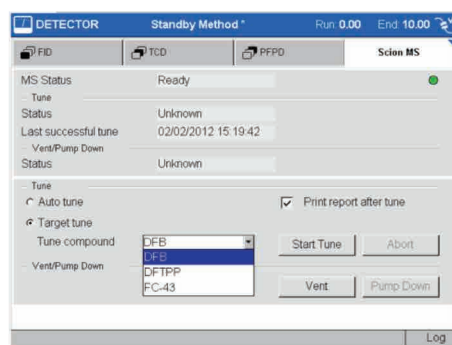 DETECTOR Standby Method * Run: 0.00 End: 10.00
FID TCD PFPD Scion MS
MS Status Ready
Tune
Status Unknown
Last successful tune 02/02/2012 15:19:42
Vent/Pump Down
Status Unknown
Tune
Auto tune Print report after tune
Target tune
Tune compound DFB Start Tune Abort
DFB
Vent/Pump Down DFTPP
FC-43 Vent Pump Down
Log